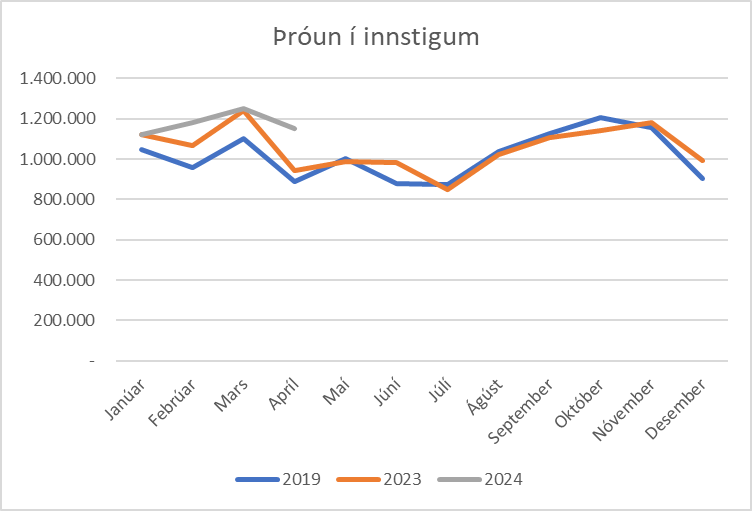 Þróun í innstigum
1.400.000
1.200.000
1.000.000
800.000
600.000
400.000
200.000
-
Janúar
Febrúar
Mars
Apríl
Maí
Júní
Júlí
Ágúst
September
Október
Nóvember
Desember
2019
2023
2024